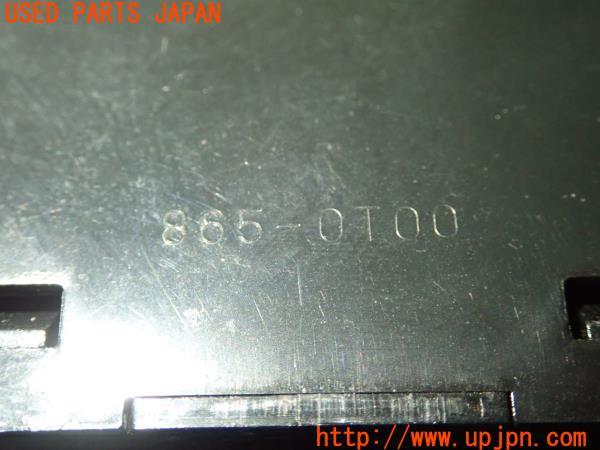 USED PARTS JAPAN
865-0T00
http://www.upjpn.com